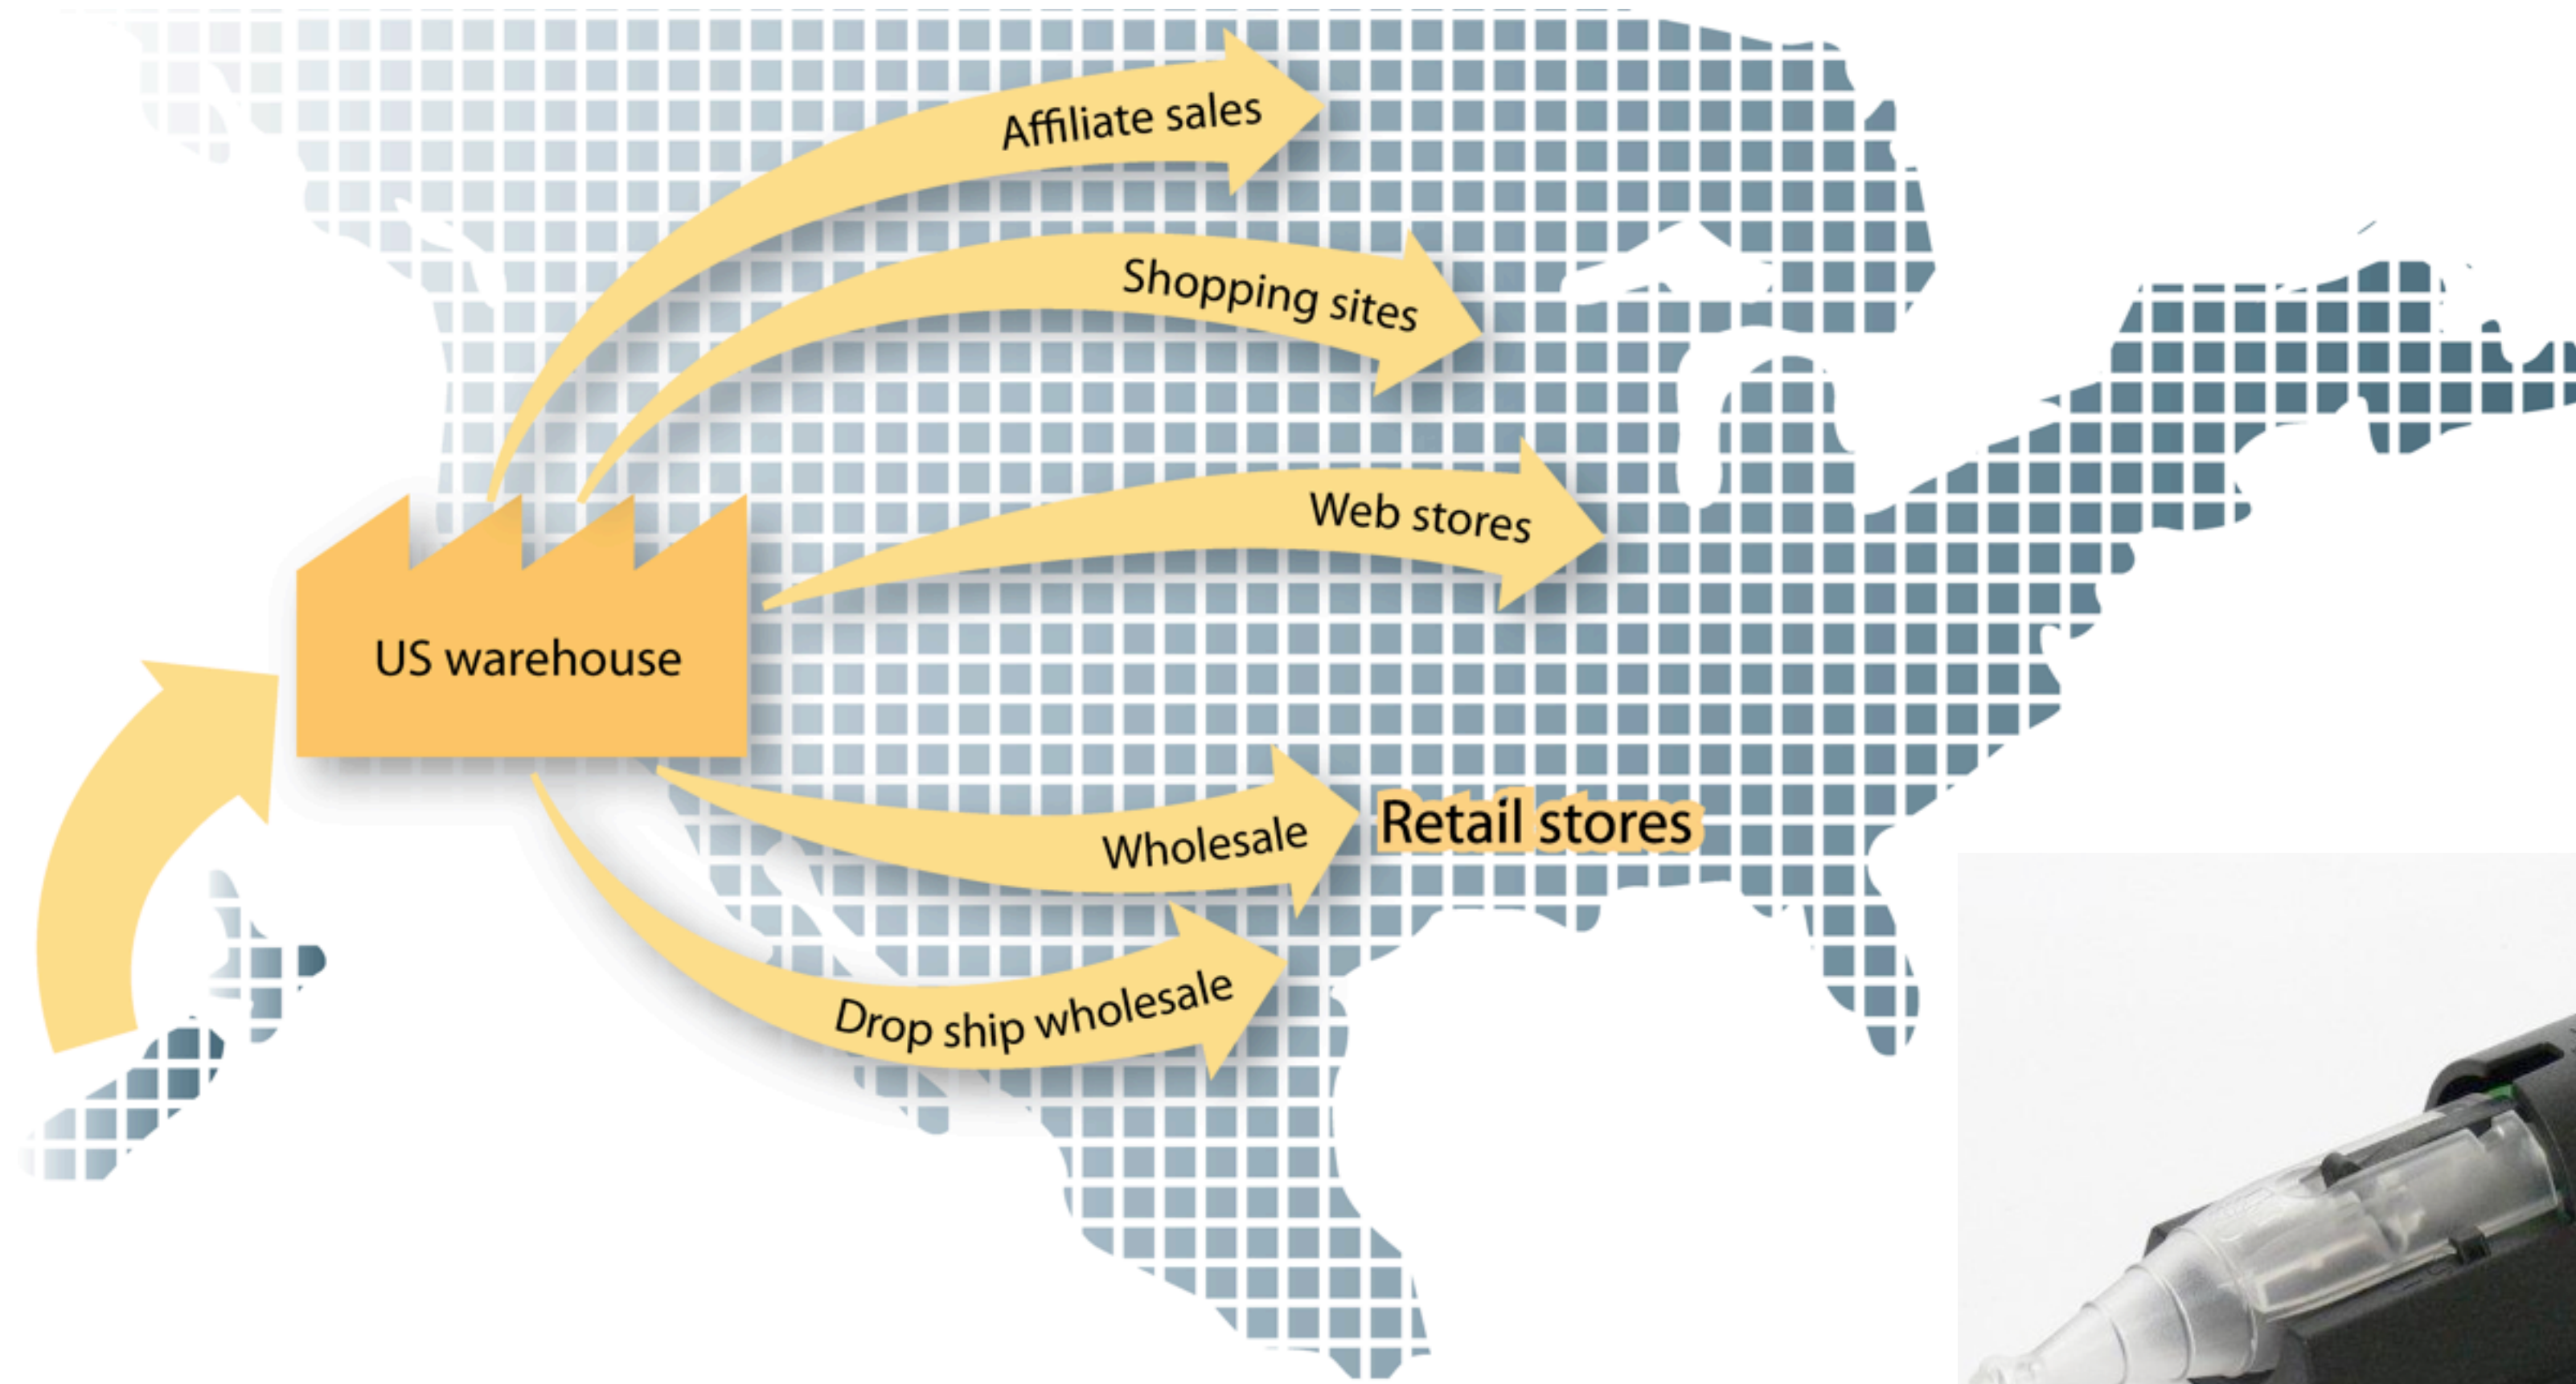 Affiliate sales
Shopping sites
Web stores
US warehouse
Wholesale
Retail stores
Drop ship wholesale